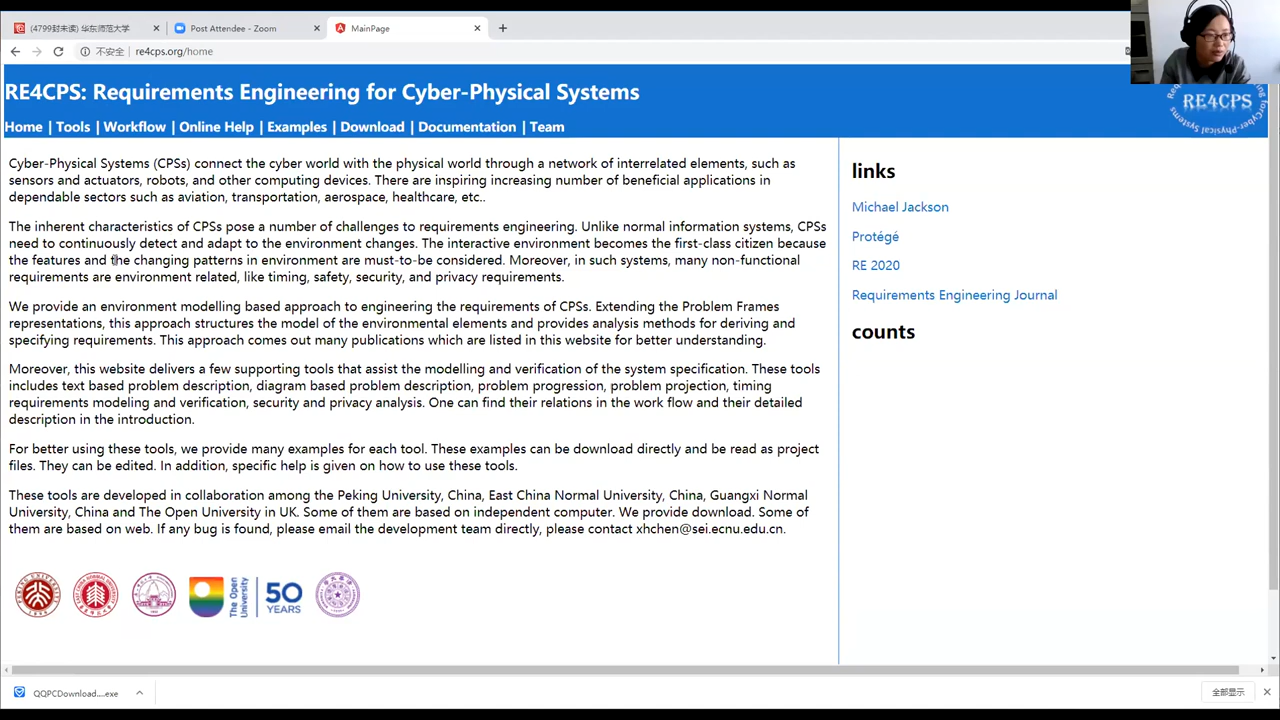 (4799封未读) 华东师范大学
Post Attendee - Zoom
MainPage
不安全
re4cps.org/home
RE4CPS: Requirements Engineering for Cyber-Physical Systems
RE4CPS
Home | Tools | Workflow | Online Help | Examples | Download | Documentation | Team
Cyber-Physical Systems (CPSs) connect the cyber world with the physical world through a network of interrelated elements, such as
sensors and actuators, robots, and other computing devices. There are inspiring increasing number of beneficial applications in
dependable sectors such as aviation, transportation, aerospace, healthcare, etc..
The inherent characteristics of CPSs pose a number of challenges to requirements engineering. Unlike normal information systems, CPSs
need to continuously detect and adapt to the environment changes. The interactive environment becomes the first-class citizen because
the features and the changing patterns in environment are must-to-be considered. Moreover, in such systems, many non-functional
requirements are environment related, like timing, safety, security, and privacy requirements.
We provide an environment modelling based approach to engineering the requirements of CPSs. Extending the Problem Frames
representations, this approach structures the model of the environmental elements and provides analysis methods for deriving and
specifying requirements. This approach comes out many publications which are listed in this website for better understanding.
Moreover, this website delivers a few supporting tools that assist the modelling and verification of the system specification. These tools
includes text based problem description, diagram based problem description, problem progression, problem projection, timing
requirements modeling and verification, security and privacy analysis. One can find their relations in the work flow and their detailed
description in the introduction.
For better using these tools, we provide many examples for each tool. These examples can be download directly and be read as project
files. They can be edited. In addition, specific help is given on how to use these tools.
These tools are developed in collaboration among the Peking University, China, East China Normal University, China, Guangxi Normal
University, China and The Open University in UK. Some of them are based on independent computer. We provide download. Some of
them are based on web. If any bug is found, please email the development team directly, please contact xhchen@sei.ecnu.edu.cn.
The Open
University
50
YEARS
links
Michael Jackson
Protégé
RE 2020
Requirements Engineering Journal
counts
QQPCDownload....exe
全部显示